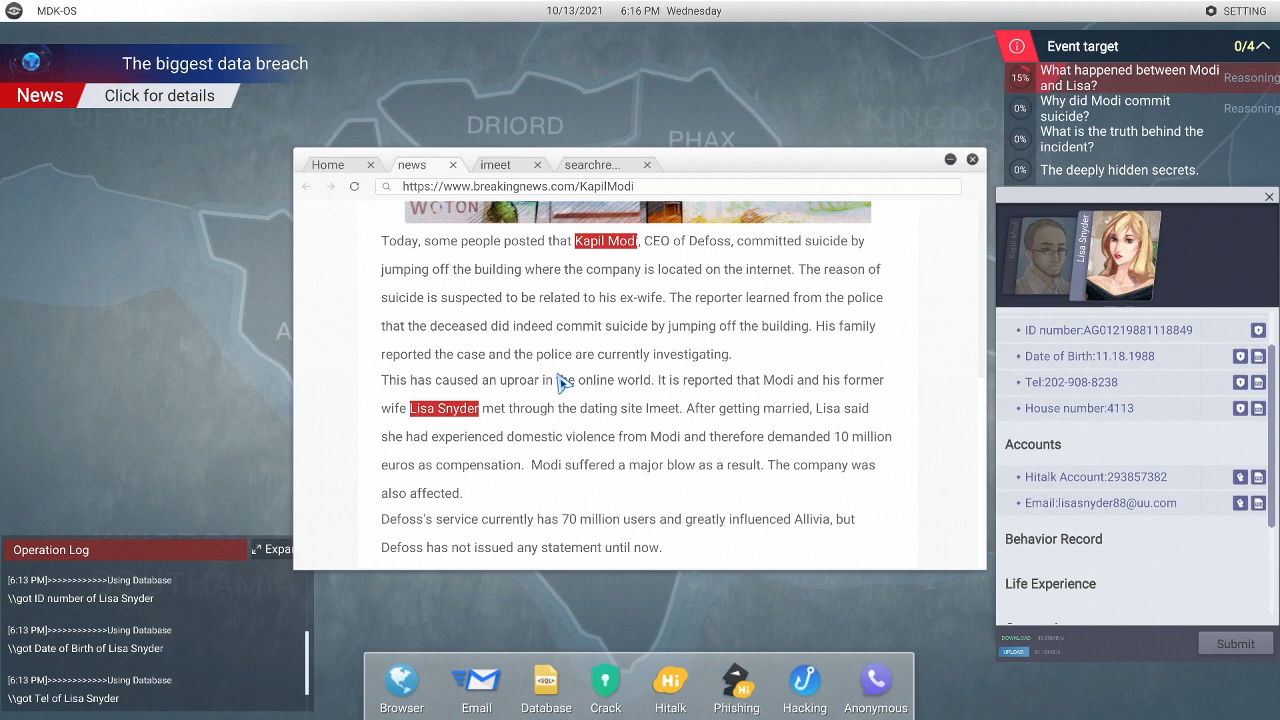 MDK-OS
10/13/2021 6:16 PM Wednesday
SETTING
The biggest data breach
News
Click for details
DRIORD
PHAX
Event target
0/4
15%
What happened between Modi
and Lisa?
Reasoning
0%
Why did Modi commit
suicide?
Reasoning
0%
What is the truth behind the
incident?
0%
The deeply hidden secrets.
Home
news
imeet
searchre...
https://www.breakingnews.com/KapilModi
Today, some people posted that Kapil Modi, CEO of Defoss, committed suicide by
jumping off the building where the company is located on the internet. The reason of
suicide is suspected to be related to his ex-wife. The reporter learned from the police
that the deceased did indeed commit suicide by jumping off the building. His family
reported the case and the police are currently investigating.
This has caused an uproar in the online world. It is reported that Modi and his former
wife Lisa Snyder met through the dating site Imeet. After getting married, Lisa said
she had experienced domestic violence from Modi and therefore demanded 10 million
euros as compensation. Modi suffered a major blow as a result. The company was
also affected.
Defoss's service currently has 70 million users and greatly influenced Allivia, but
Defoss has not issued any statement until now.
Kapil Modi
Lisa Snyder
ID number:AG01219881118849
Date of Birth:11.18.1988
Tel:202-908-8238
House number:4113
Accounts
Hitalk Account:293857382
Email:lisasnyder88@uu.com
Behavior Record
Life Experience
DOWNLOAD
UPLOAD
Submit
Operation Log
Expan
[6:13 PM]>>>>>>>>>>>>Using Database
\\got ID number of Lisa Snyder
[6:13 PM]>>>>>>>>>>>>Using Database
\\got Date of Birth of Lisa Snyder
[6:13 PM]>>>>>>>>>>>>Using Database
\\got Tel of Lisa Snyder
Browser
Email
<SQL>
Database
Crack
Hi
Hitalk
Hi
Phishing
Hacking
Anonymous